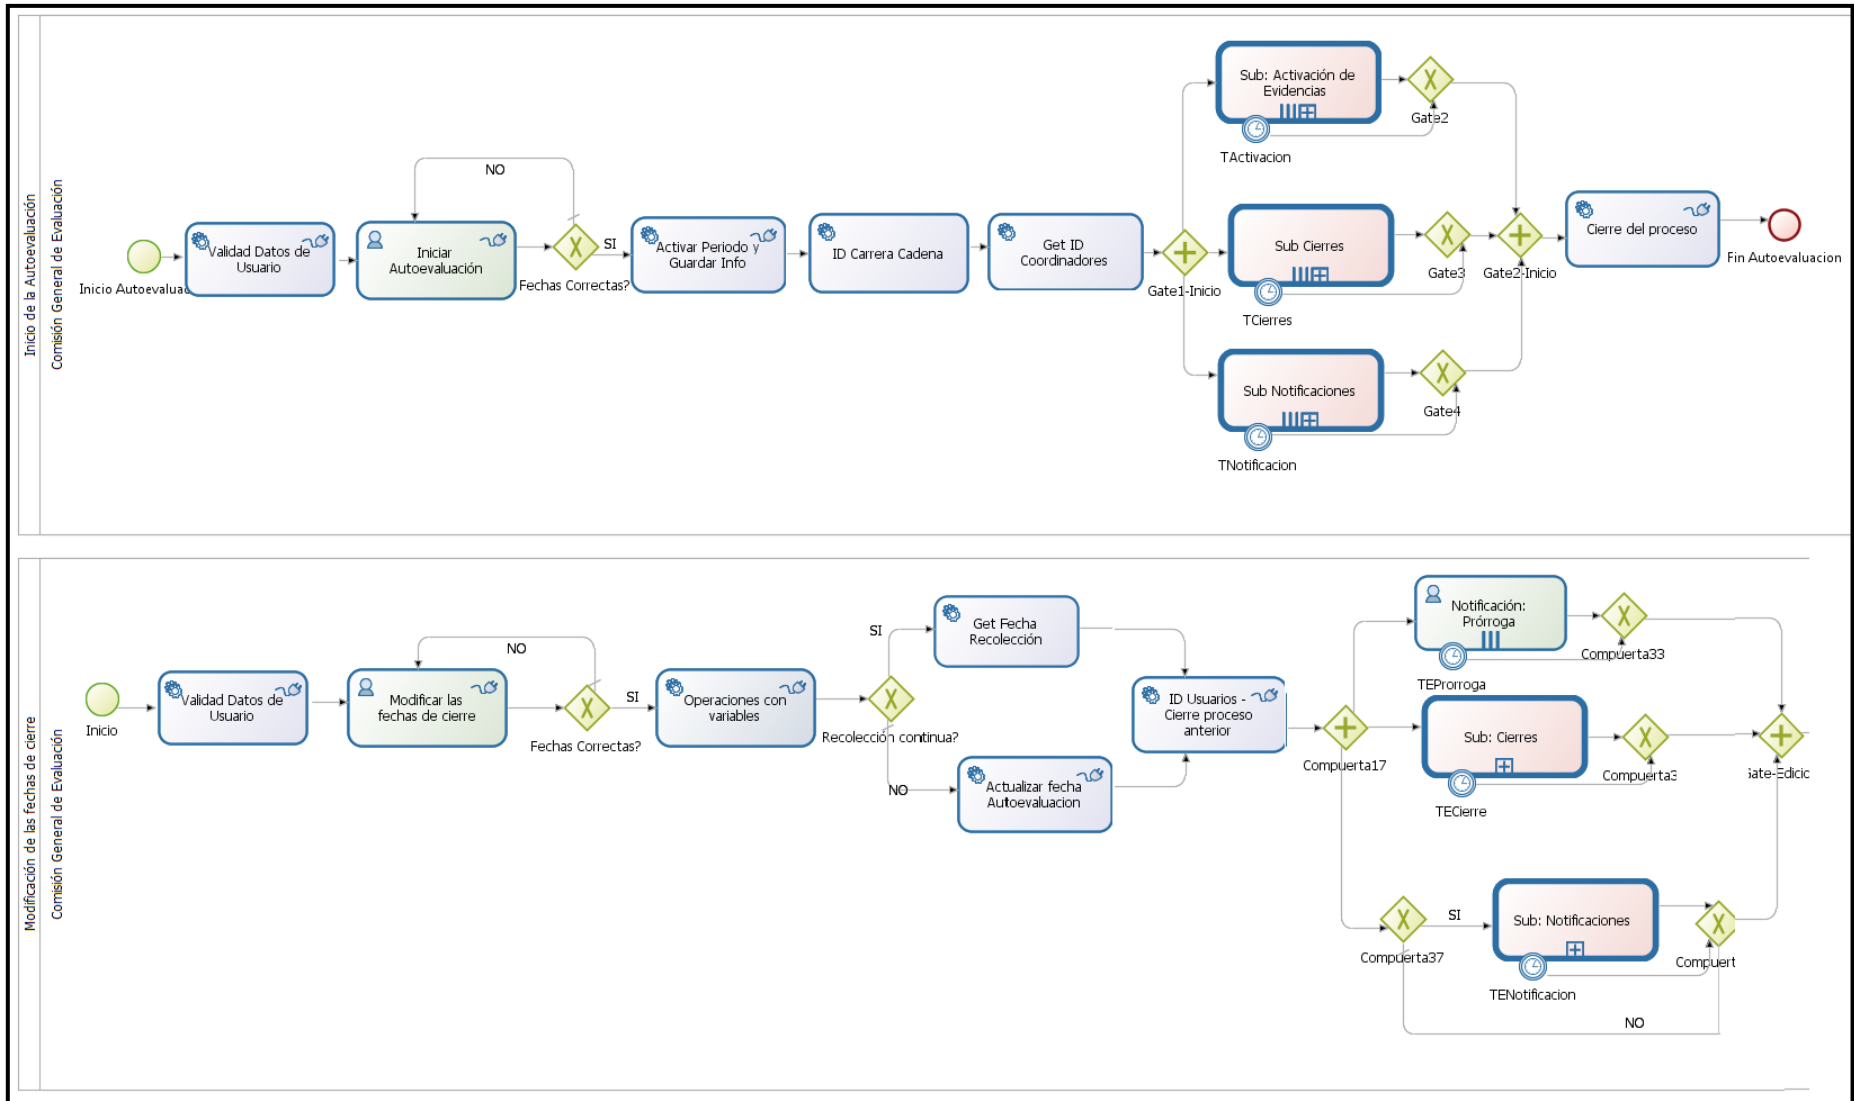 Inicio de la Autoevaluación
Comisión General de Evaluación
Inicio Autoevaluac
Validad Datos de
Usuario
Iniciar
Autoevaluación
NO
Fechas Correctas?
SI
Activar Periodo y
Guardar Info
ID Carrera Cadena
Get ID
Coordinadores
Gate1-Inicio
Sub: Activación de
Evidencias
TActivacion
Gate2
Sub Cierres
TCierres
Gate3
Sub Notificaciones
TNotificacion
Gate4
Gate2-Inicio
Cierre del proceso
Fin Autoevaluacion
Modificación de las fechas de cierre
Comisión General de Evaluación
Inicio
Validad Datos de
Usuario
Modificar las
fechas de cierre
NO
Fechas Correctas?
SI
Operaciones con
variables
Recolección continua?
SI
Get Fecha
Recolección
NO
Actualizar fecha
Autoevaluacion
ID Usuarios -
Cierre proceso
anterior
Compuerta17
Notificación:
Prórroga
TEProrroga
Compuerta33
Sub: Cierres
TECierre
Compuerta3
Compuerta37
SI
Sub: Notificaciones
TENotificacion
Compuert
NO
ate-Edicic